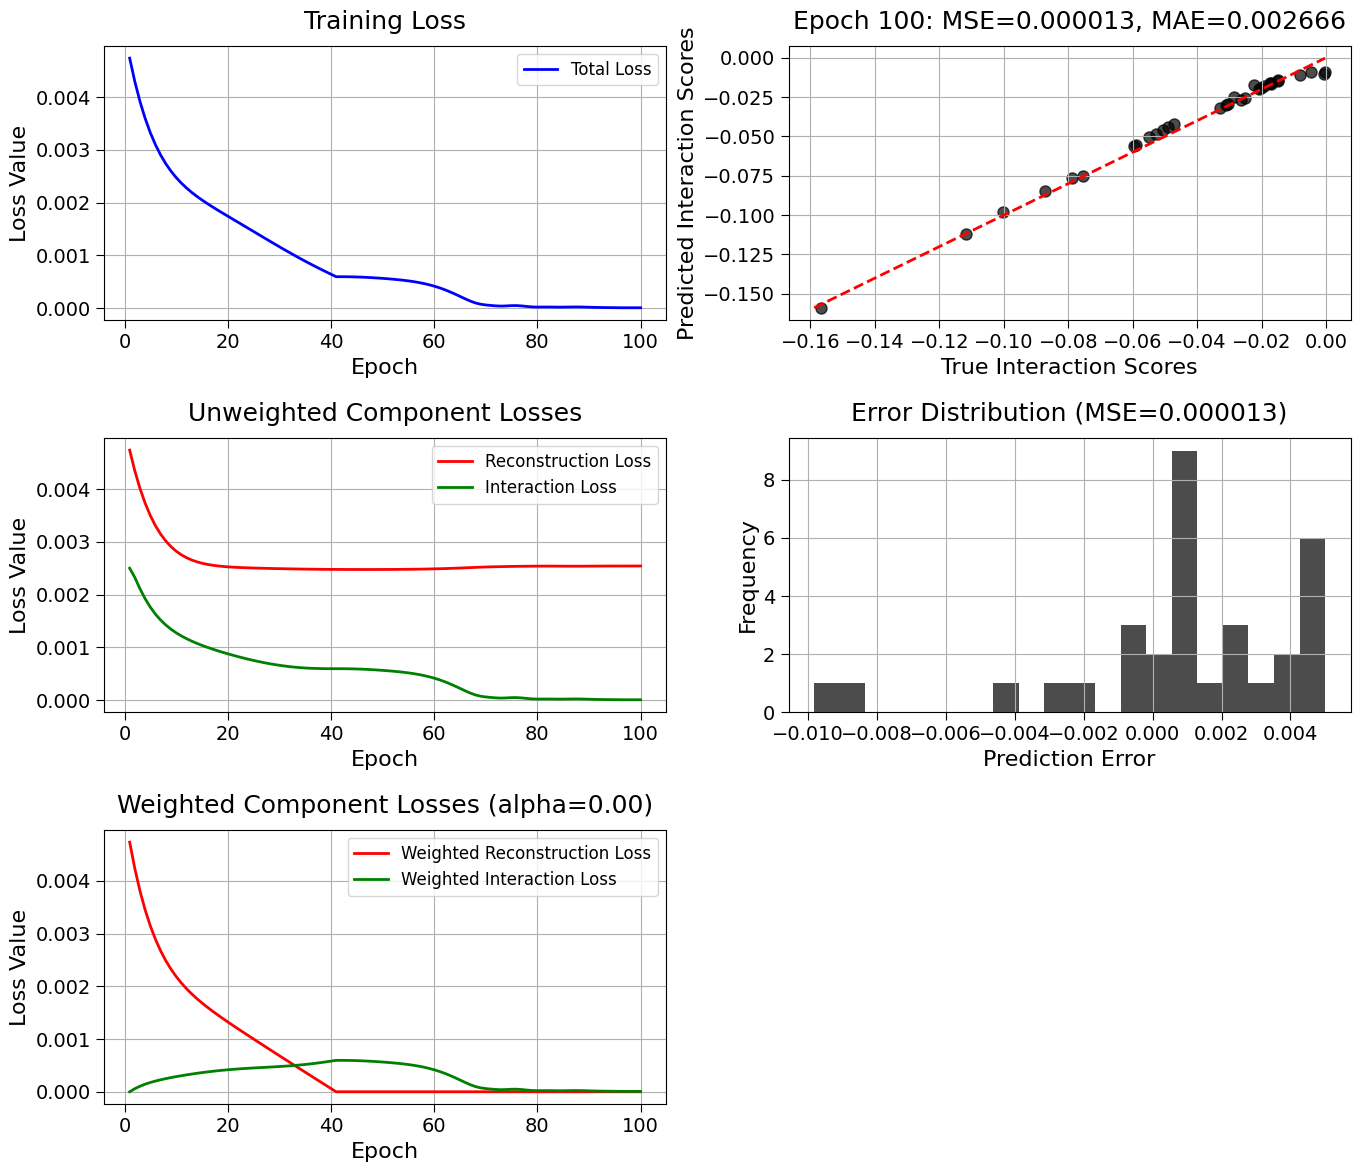 Training Loss
Total Loss
0.004
0.003
0.002
0.001
0.000
Loss Value
0 20 40 60 80 100
Epoch
Epoch 100: MSE=0.000013, MAE=0.002666
0.000
−0.025
−0.050
−0.075
−0.100
−0.125
−0.150
Predicted Interaction Scores
−0.16 −0.14 −0.12 −0.10 −0.08 −0.06 −0.04 −0.02 0.00
True Interaction Scores
Unweighted Component Losses
Reconstruction Loss
Interaction Loss
0.004
0.003
0.002
0.001
0.000
Loss Value
0 20 40 60 80 100
Epoch
Error Distribution (MSE=0.000013)
8
6
4
2
0
Frequency
−0.010 −0.008 −0.006 −0.004 −0.002 0.000 0.002 0.004
Prediction Error
Weighted Component Losses (alpha=0.00)
Weighted Reconstruction Loss
Weighted Interaction Loss
0.004
0.003
0.002
0.001
0.000
Loss Value
0 20 40 60 80 100
Epoch